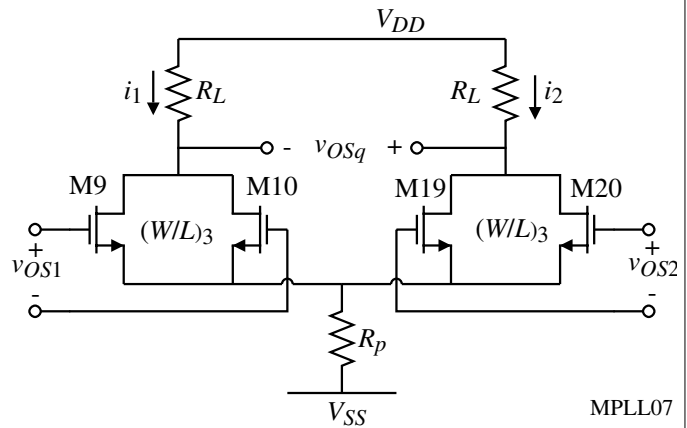 V_DD
i_1 R_L R_L i_2
- v_OSq +
M9 M10 M19 M20
(W/L)_3 (W/L)_3
+ +
v_OS1 v_OS2
- -
R_p
V_SS
MPLL07